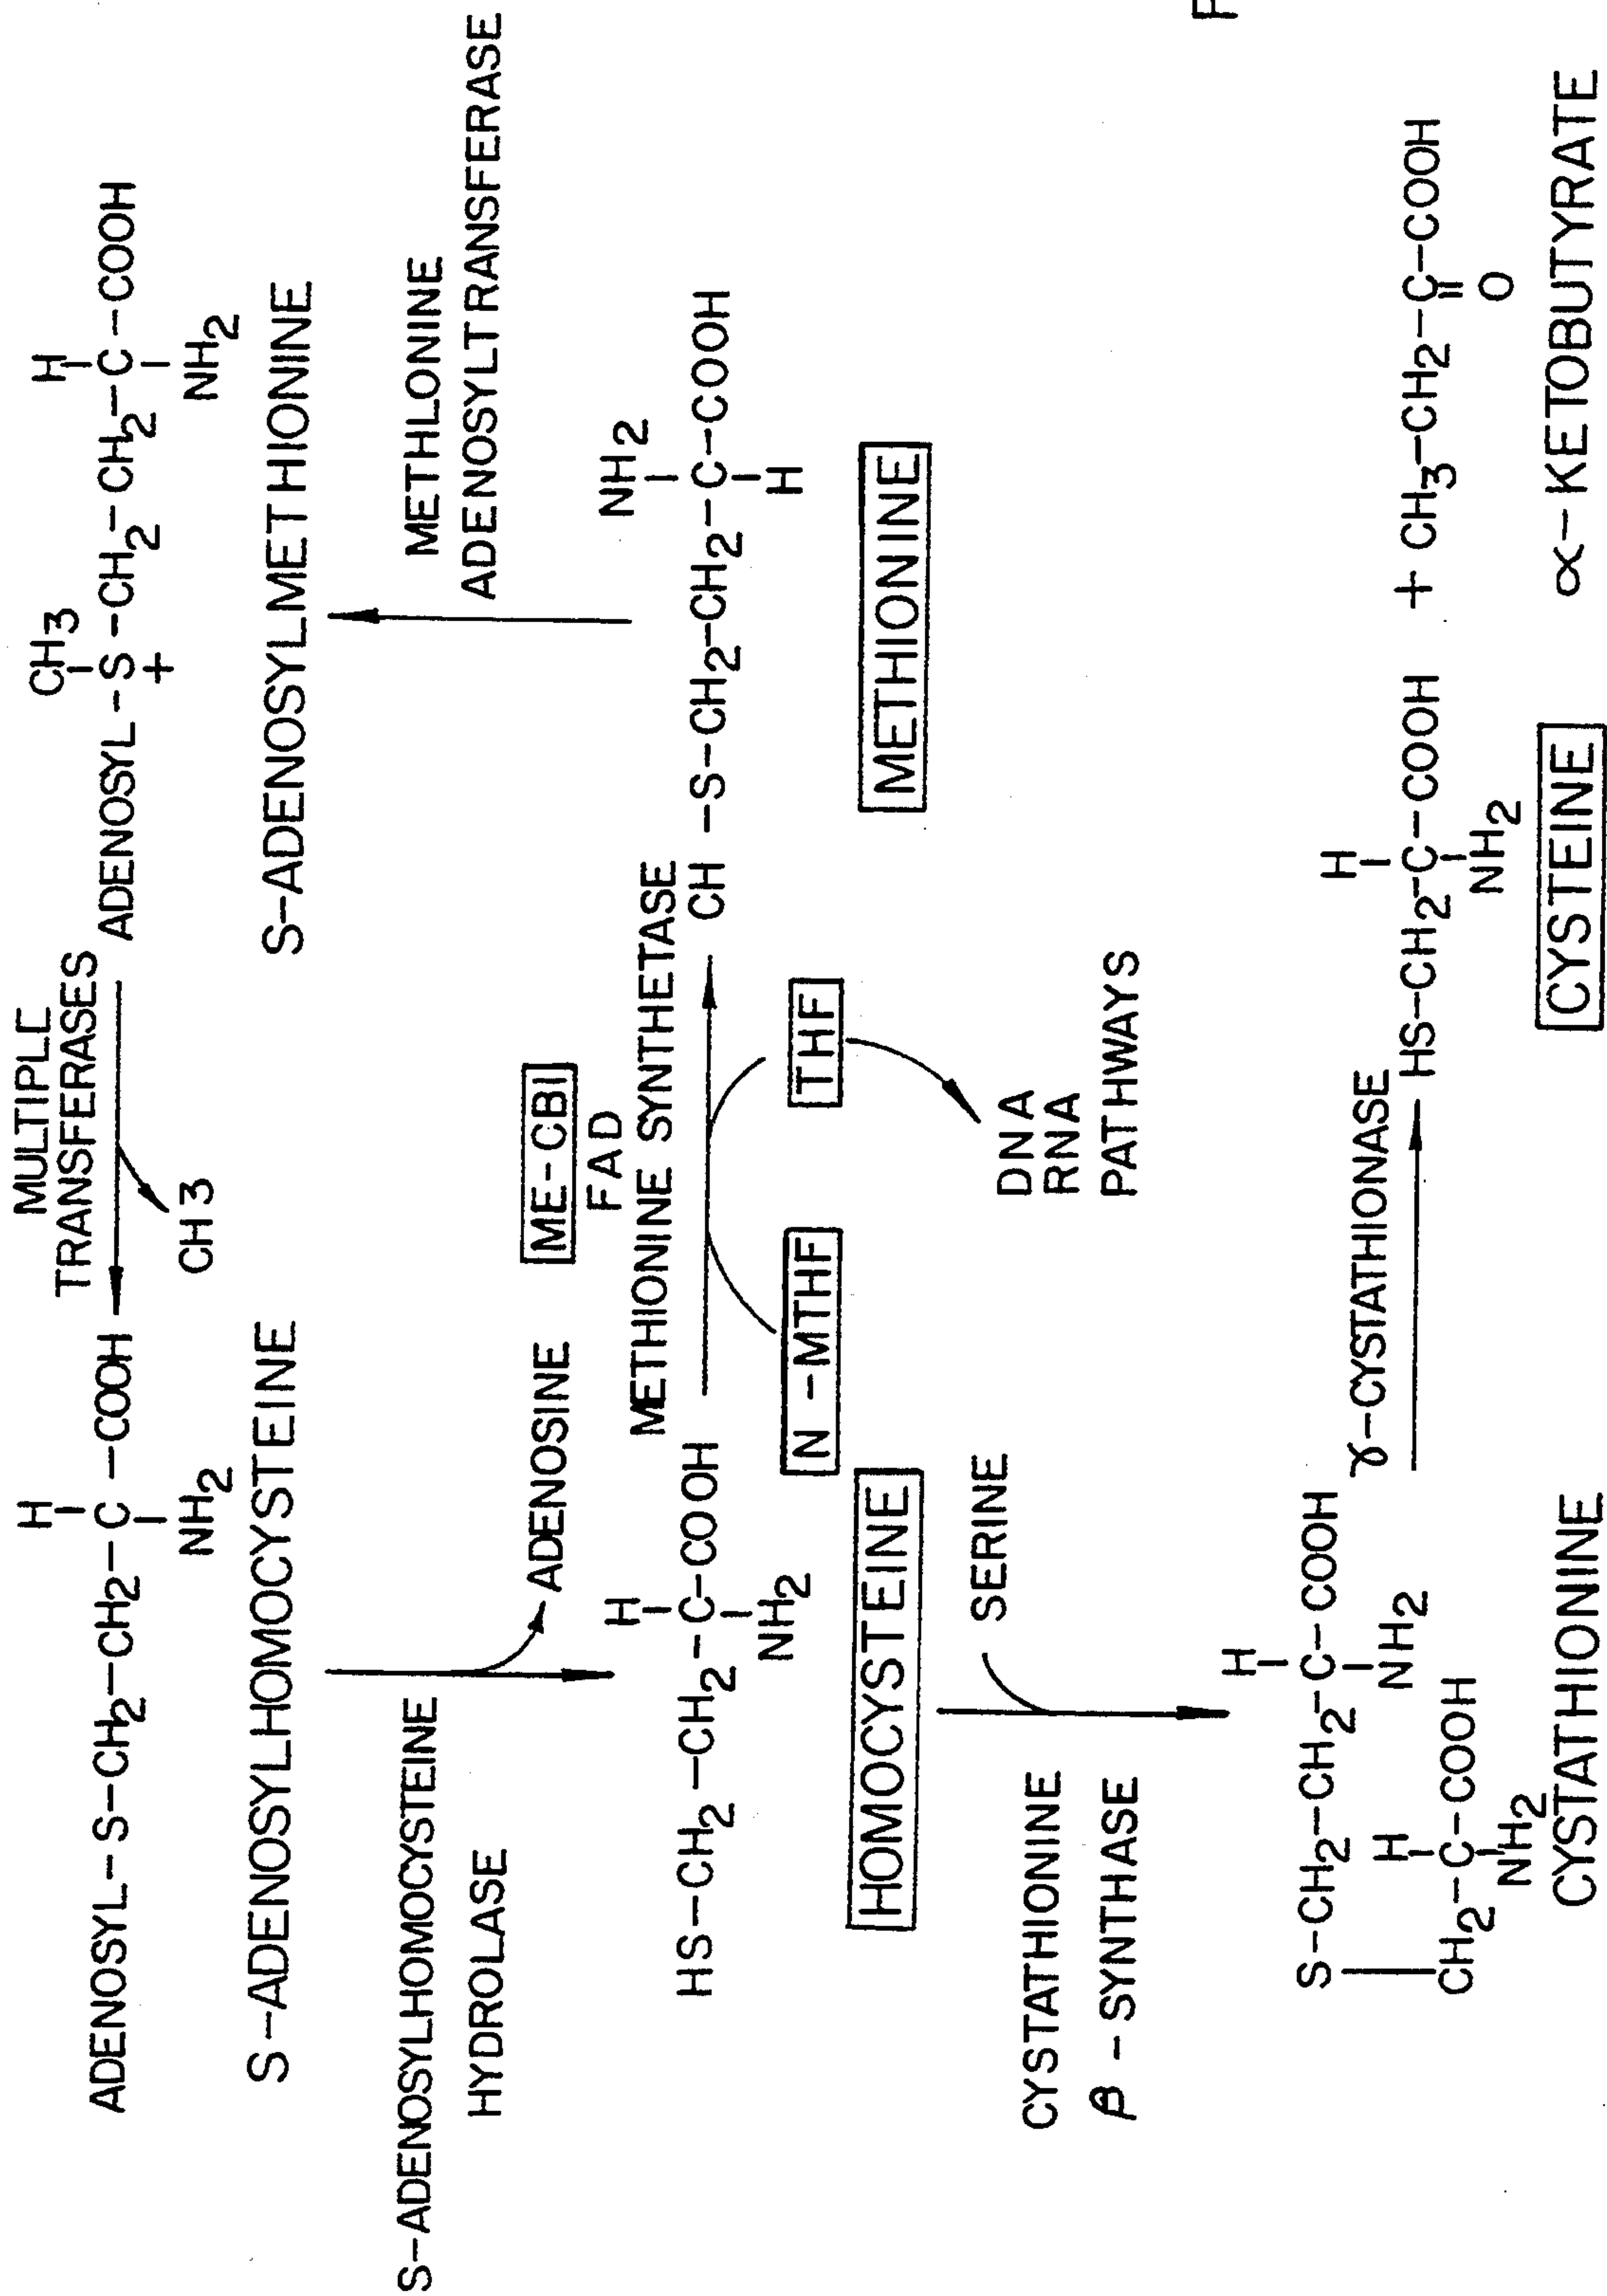 H
ADENOSYL-S-CH2-CH2-C-COOH
NH2
S-ADENOSYLHOMOCYSTEINE
MULTIPLE
TRANSFERASES
CH3
CH3 H
ADENOSYL-S-CH2-CH2-C-COOH
+ NH2
S-ADENOSYLMETHIONINE
S-ADENOSYLHOMOCYSTEINE
HYDROLASE
ADENOSINE
METHLONINE
ADENOSYLTRANSFERASE
ME-CBl
FAD
METHIONINE SYNTHETASE
H
HS-CH2-CH2-C-COOH
NH2
HOMOCYSTEINE
N-MTHF
THF
DNA
RNA
PATHWAYS
NH2
CH -S-CH2-CH2-C-COOH
H
METHIONINE
SERINE
CYSTATHIONINE
β-SYNTHASE
H
S-CH2-CH2-C-COOH
NH2
H
CH2-C-COOH
NH2
CYSTATHIONINE
γ-CYSTATHIONASE
H
HS-CH2-C-COOH
NH2
CYSTEINE
+ CH3-CH2-C-COOH
O
α-KETOBUTYRATE